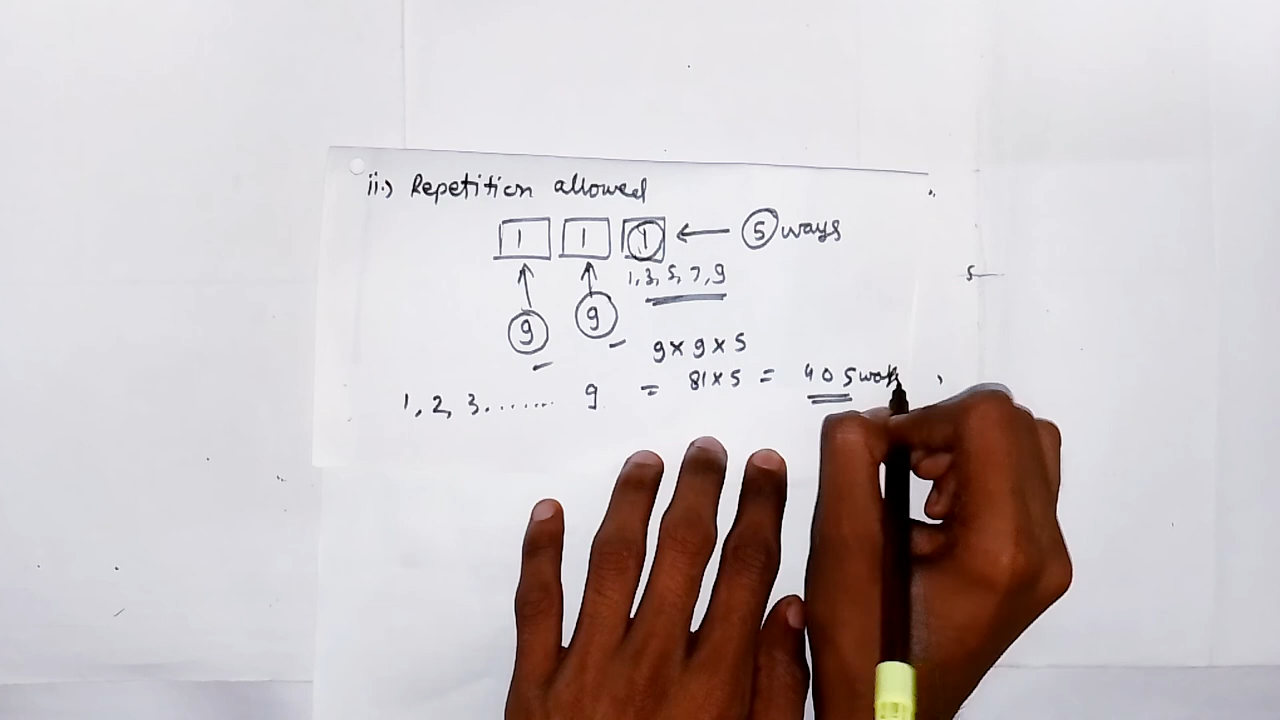 ii.) Repetition allowed
1 1 1 ← 5 ways
1, 3, 5, 7, 9
9 9
9 x 9 x 5
= 81 x 5 = 405 way
1, 2, 3....... 9